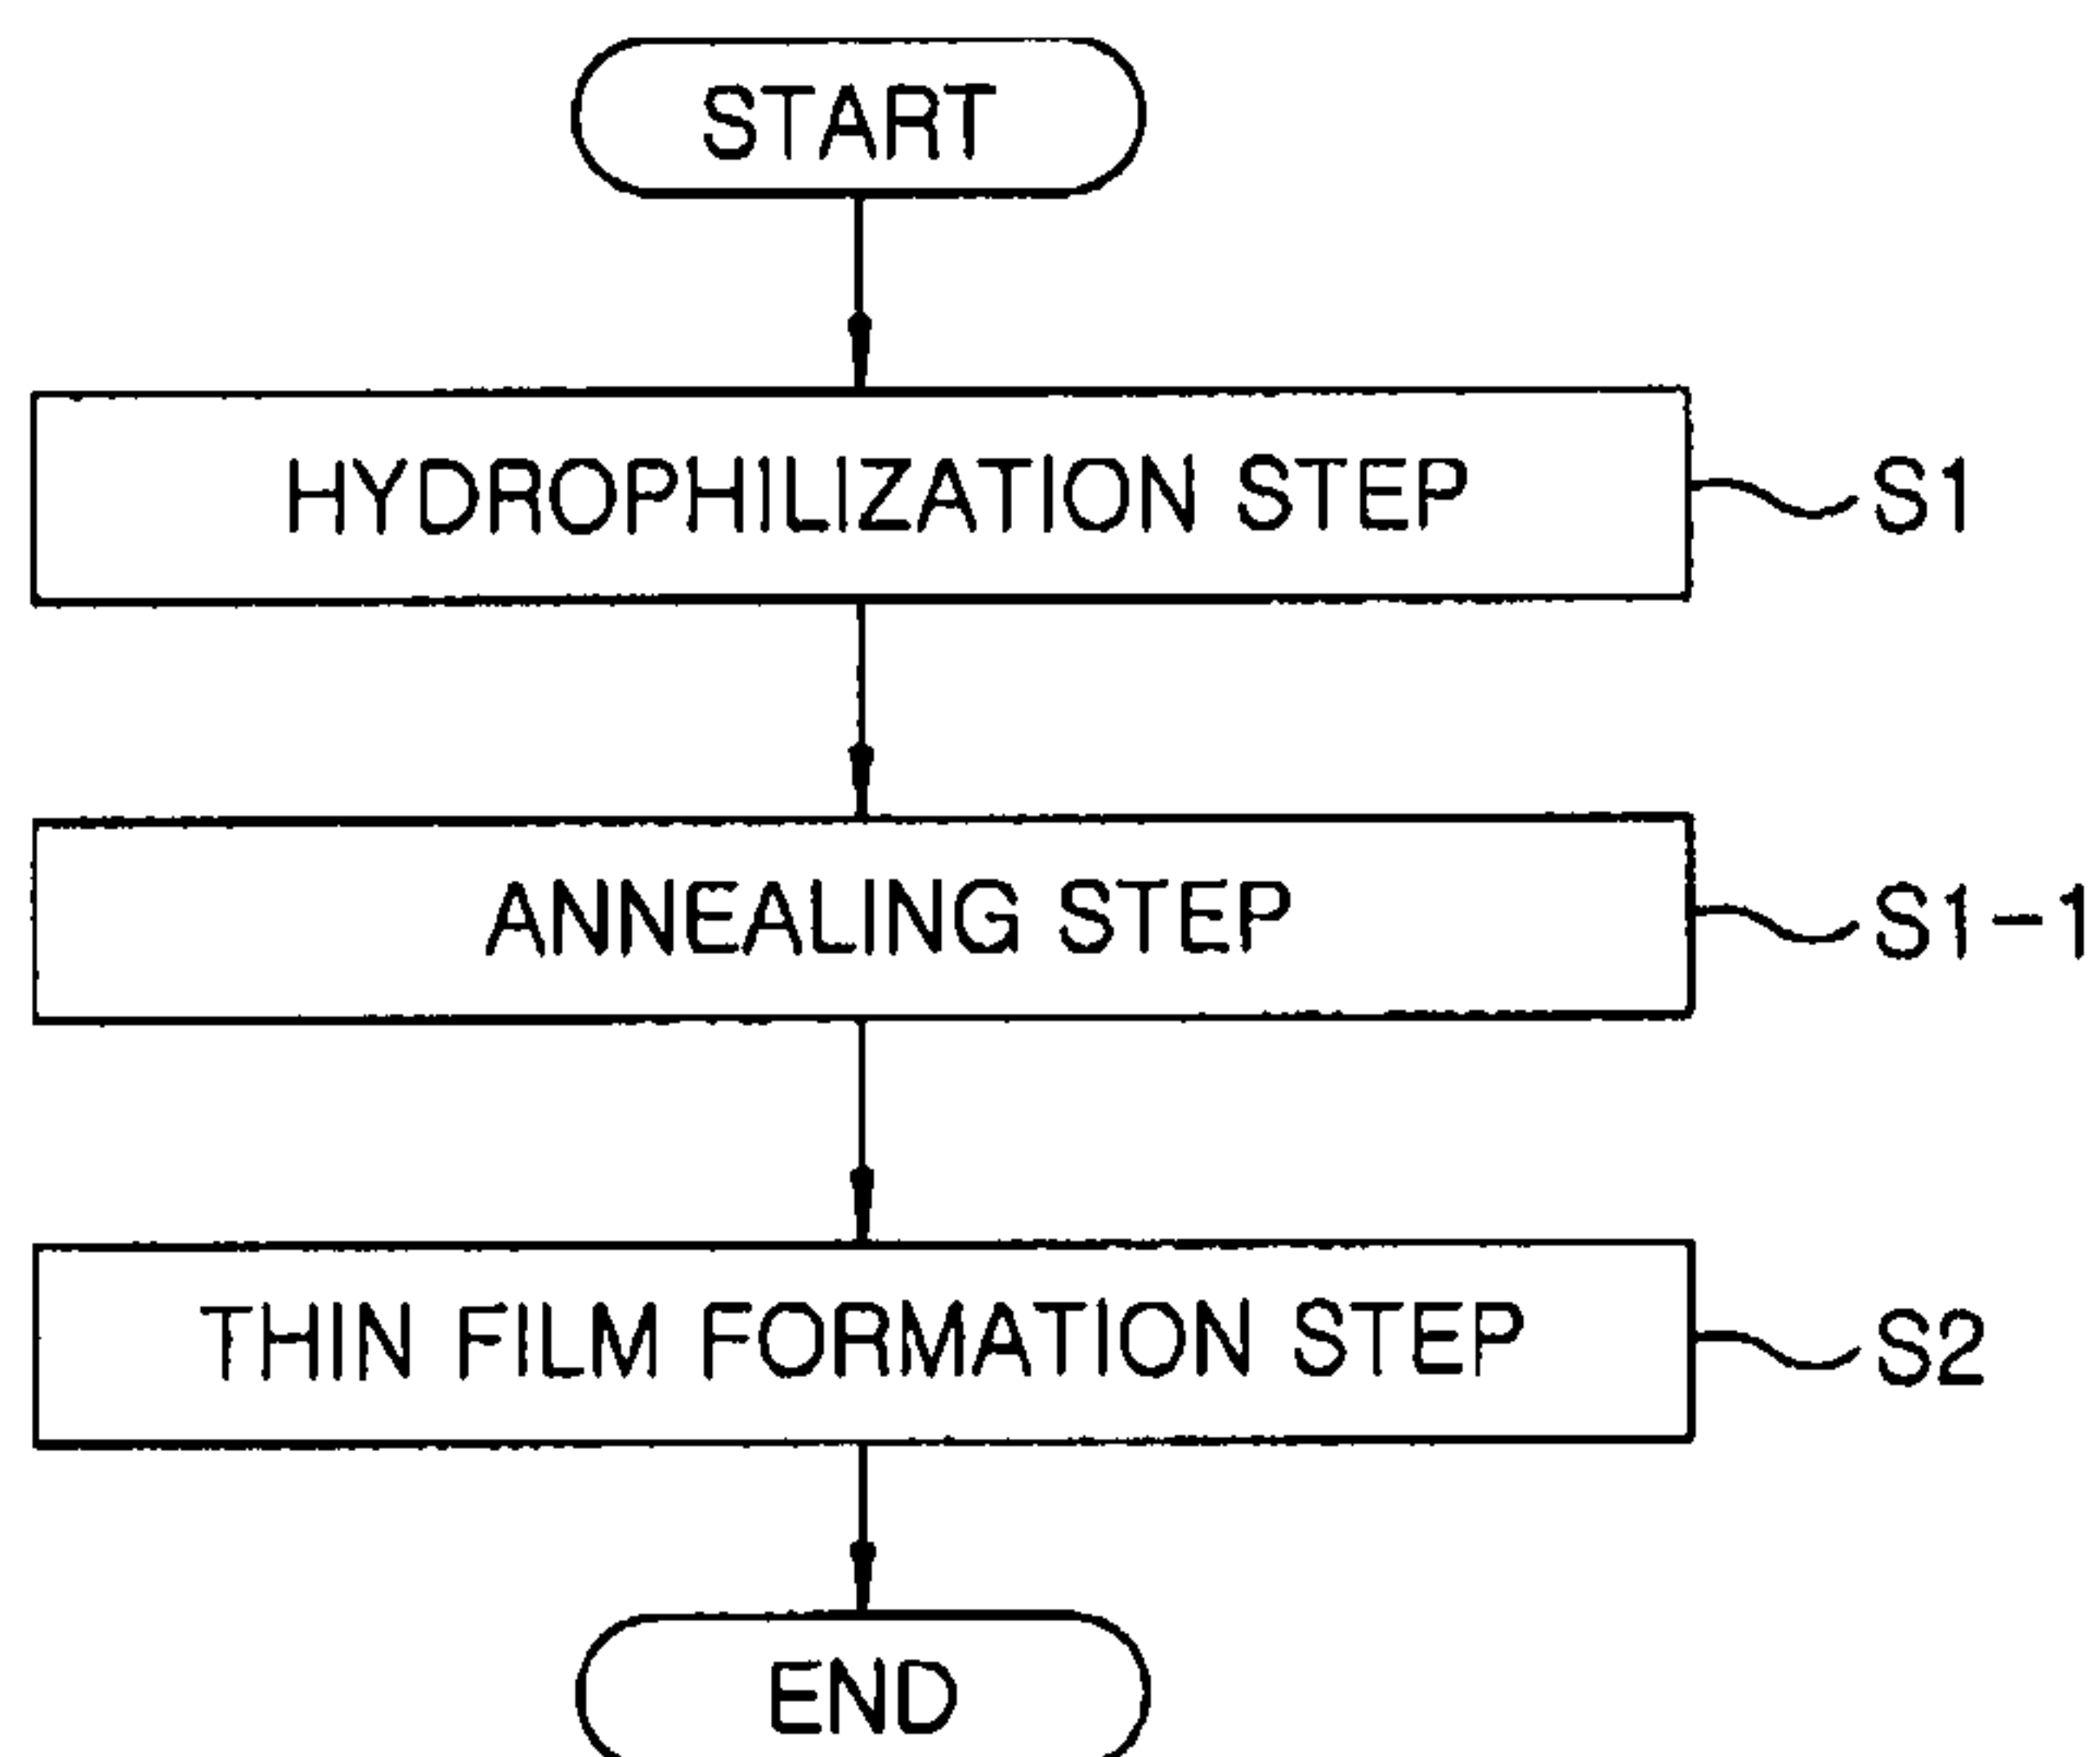 START
HYDROPHILIZATION STEP S1
ANNEALING STEP S1-1
THIN FILM FORMATION STEP S2
END